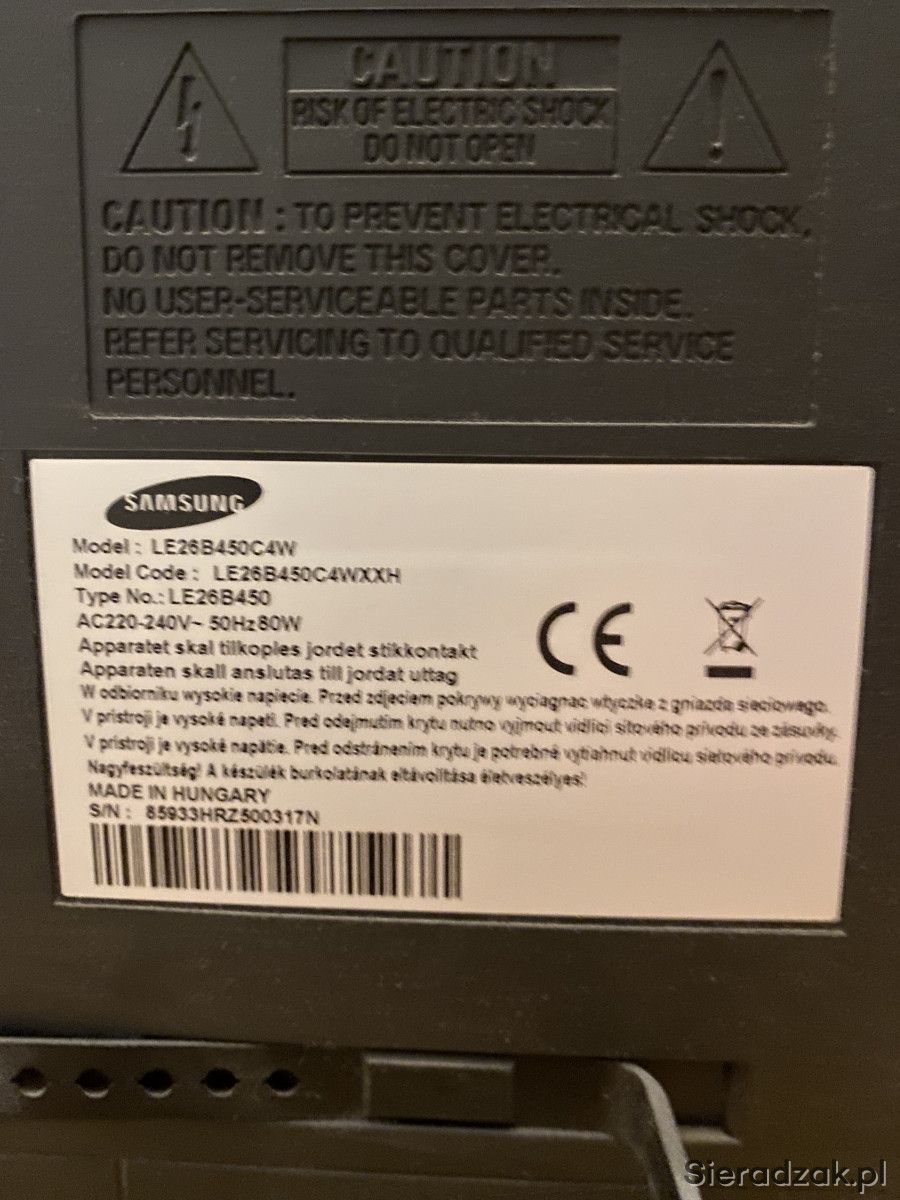 CAUTION
RISK OF ELECTRIC SHOCK
DO NOT OPEN
CAUTION : TO PREVENT ELECTRICAL SHOCK,
DO NOT REMOVE THIS COVER.
NO USER-SERVICEABLE PARTS INSIDE.
REFER SERVICING TO QUALIFIED SERVICE
PERSONNEL.
SAMSUNG
Model : LE26B450C4W
Model Code : LE26B450C4WXXH
Type No.: LE26B450
AC220-240V~ 50Hz 80W
Apparatet skal tilkoples jordet stikkontakt
Apparaten skall anslutas till jordat uttag
W odbiorniku wysokie napiecie. Przed zdjeciem pokrywy wyciagnac wtyczke z gniazda sieciowego.
V prístroji je vysoké napetí. Pred odejmutím krytu nutno vyjmout vidlici sítového prívodu ze zásuvky.
V prístroji je vysoké napätie. Pred odstránením krytu je potrebné vytiahnut vidlicu sietového prívodu.
Nagyfeszültség! A készülék burkolatának eltávolítása életveszélyes!
MADE IN HUNGARY
S/N : 85933HRZ500317N
CE
Sieradzak.pl